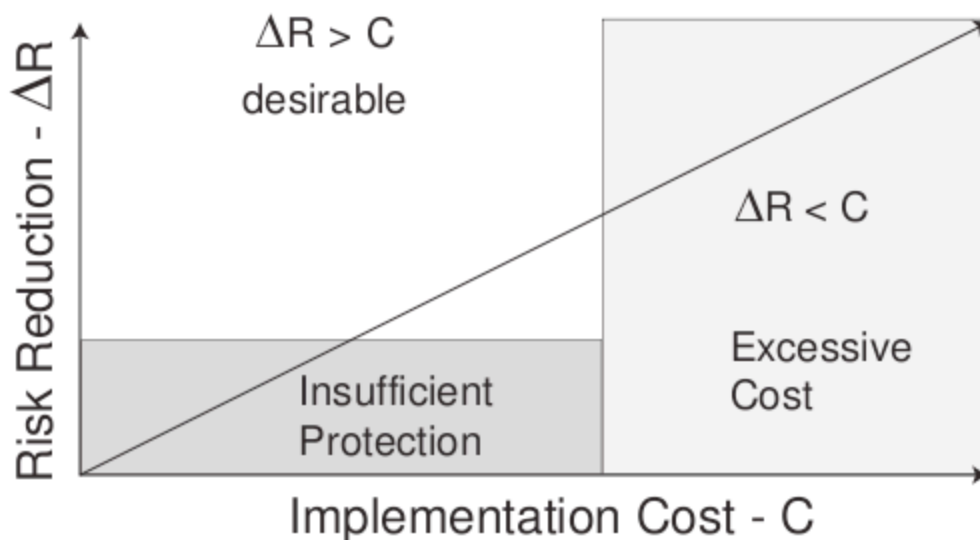 Risk Reduction - ΔR
ΔR > C
desirable
ΔR < C
Excessive
Cost
Insufficient
Protection
Implementation Cost - C